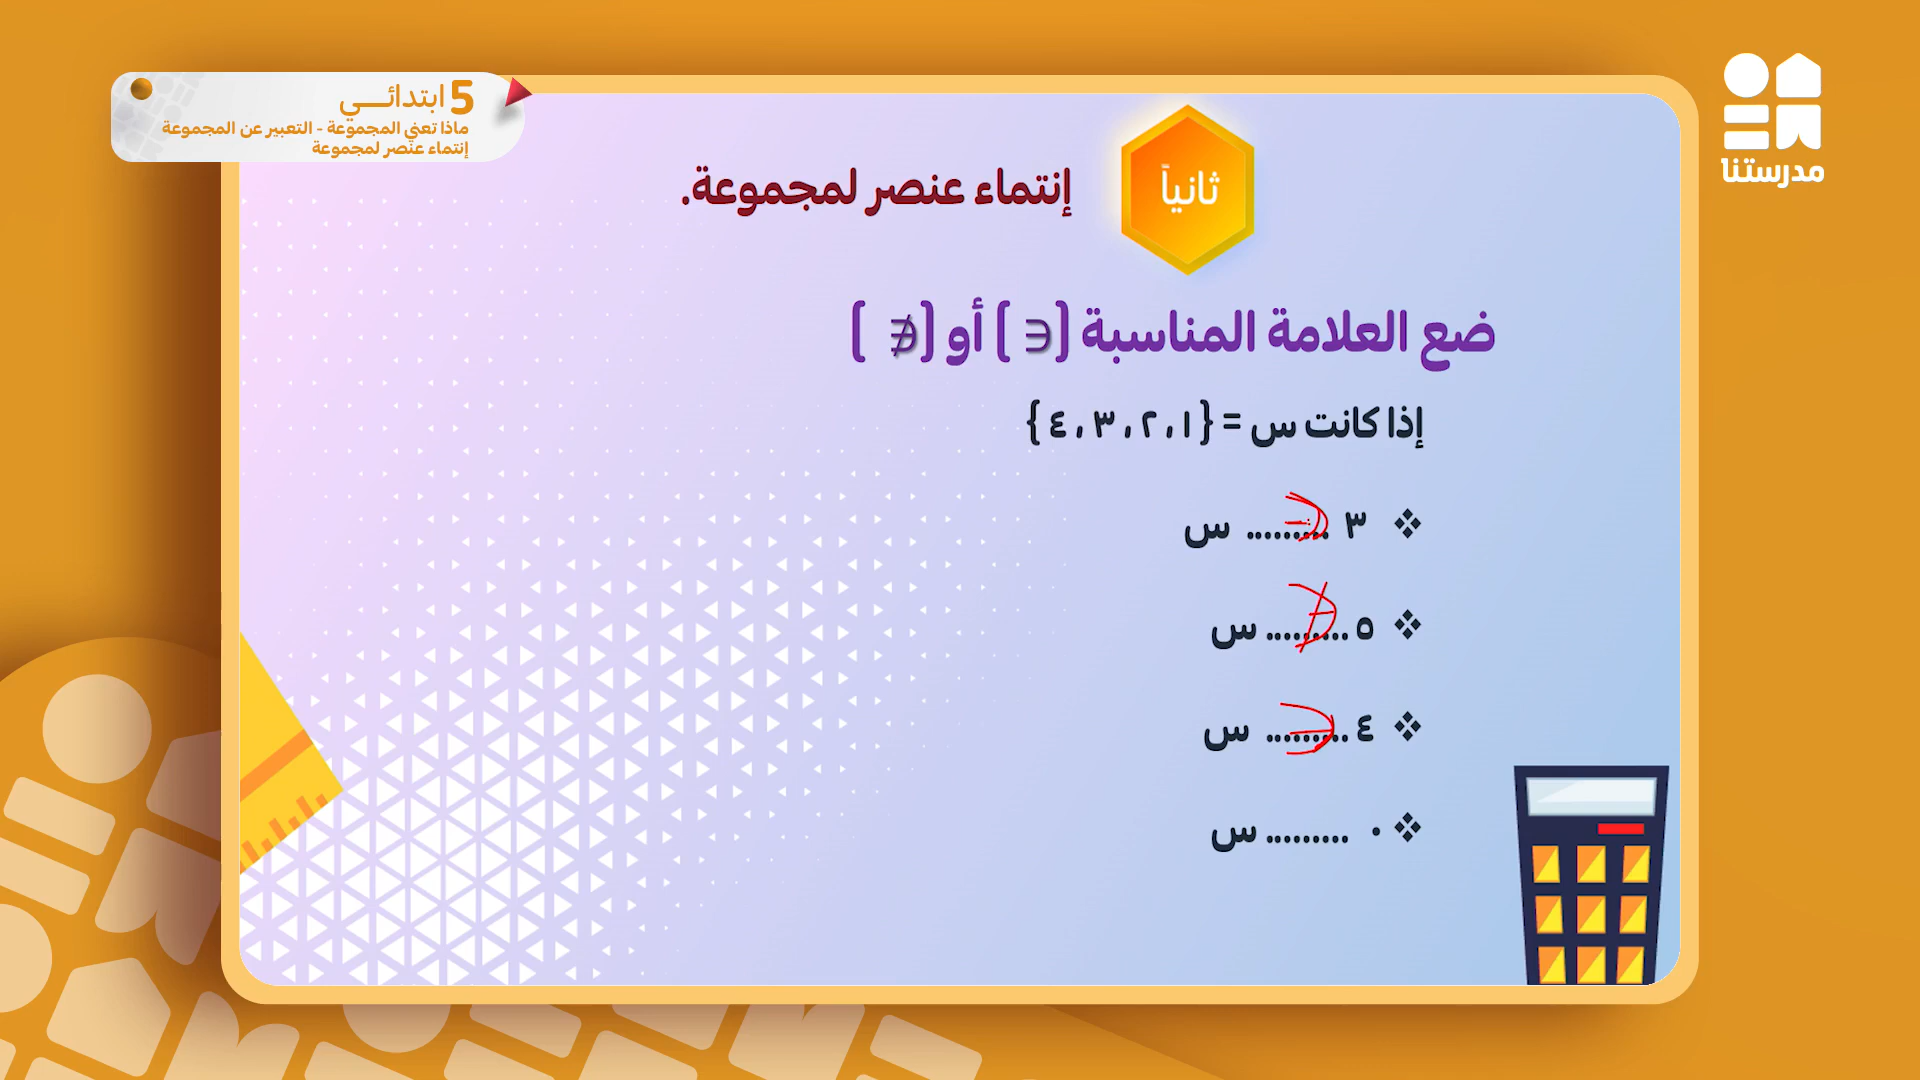 5 ابتدائـــي
ماذا تعني المجموعة - التعبير عن المجموعة
إنتماء عنصر لمجموعة
مدرستنا
ثانياً
إنتماء عنصر لمجموعة.
ضع العلامة المناسبة (∋) أو (∌)
إذا كانت س = {١ ، ٢ ، ٣ ، ٤}
❖ ٣ ......... ∋ س
❖ ٥ ......... ∌ س
❖ ٤ ......... ∋ س
❖ ٠ ......... س